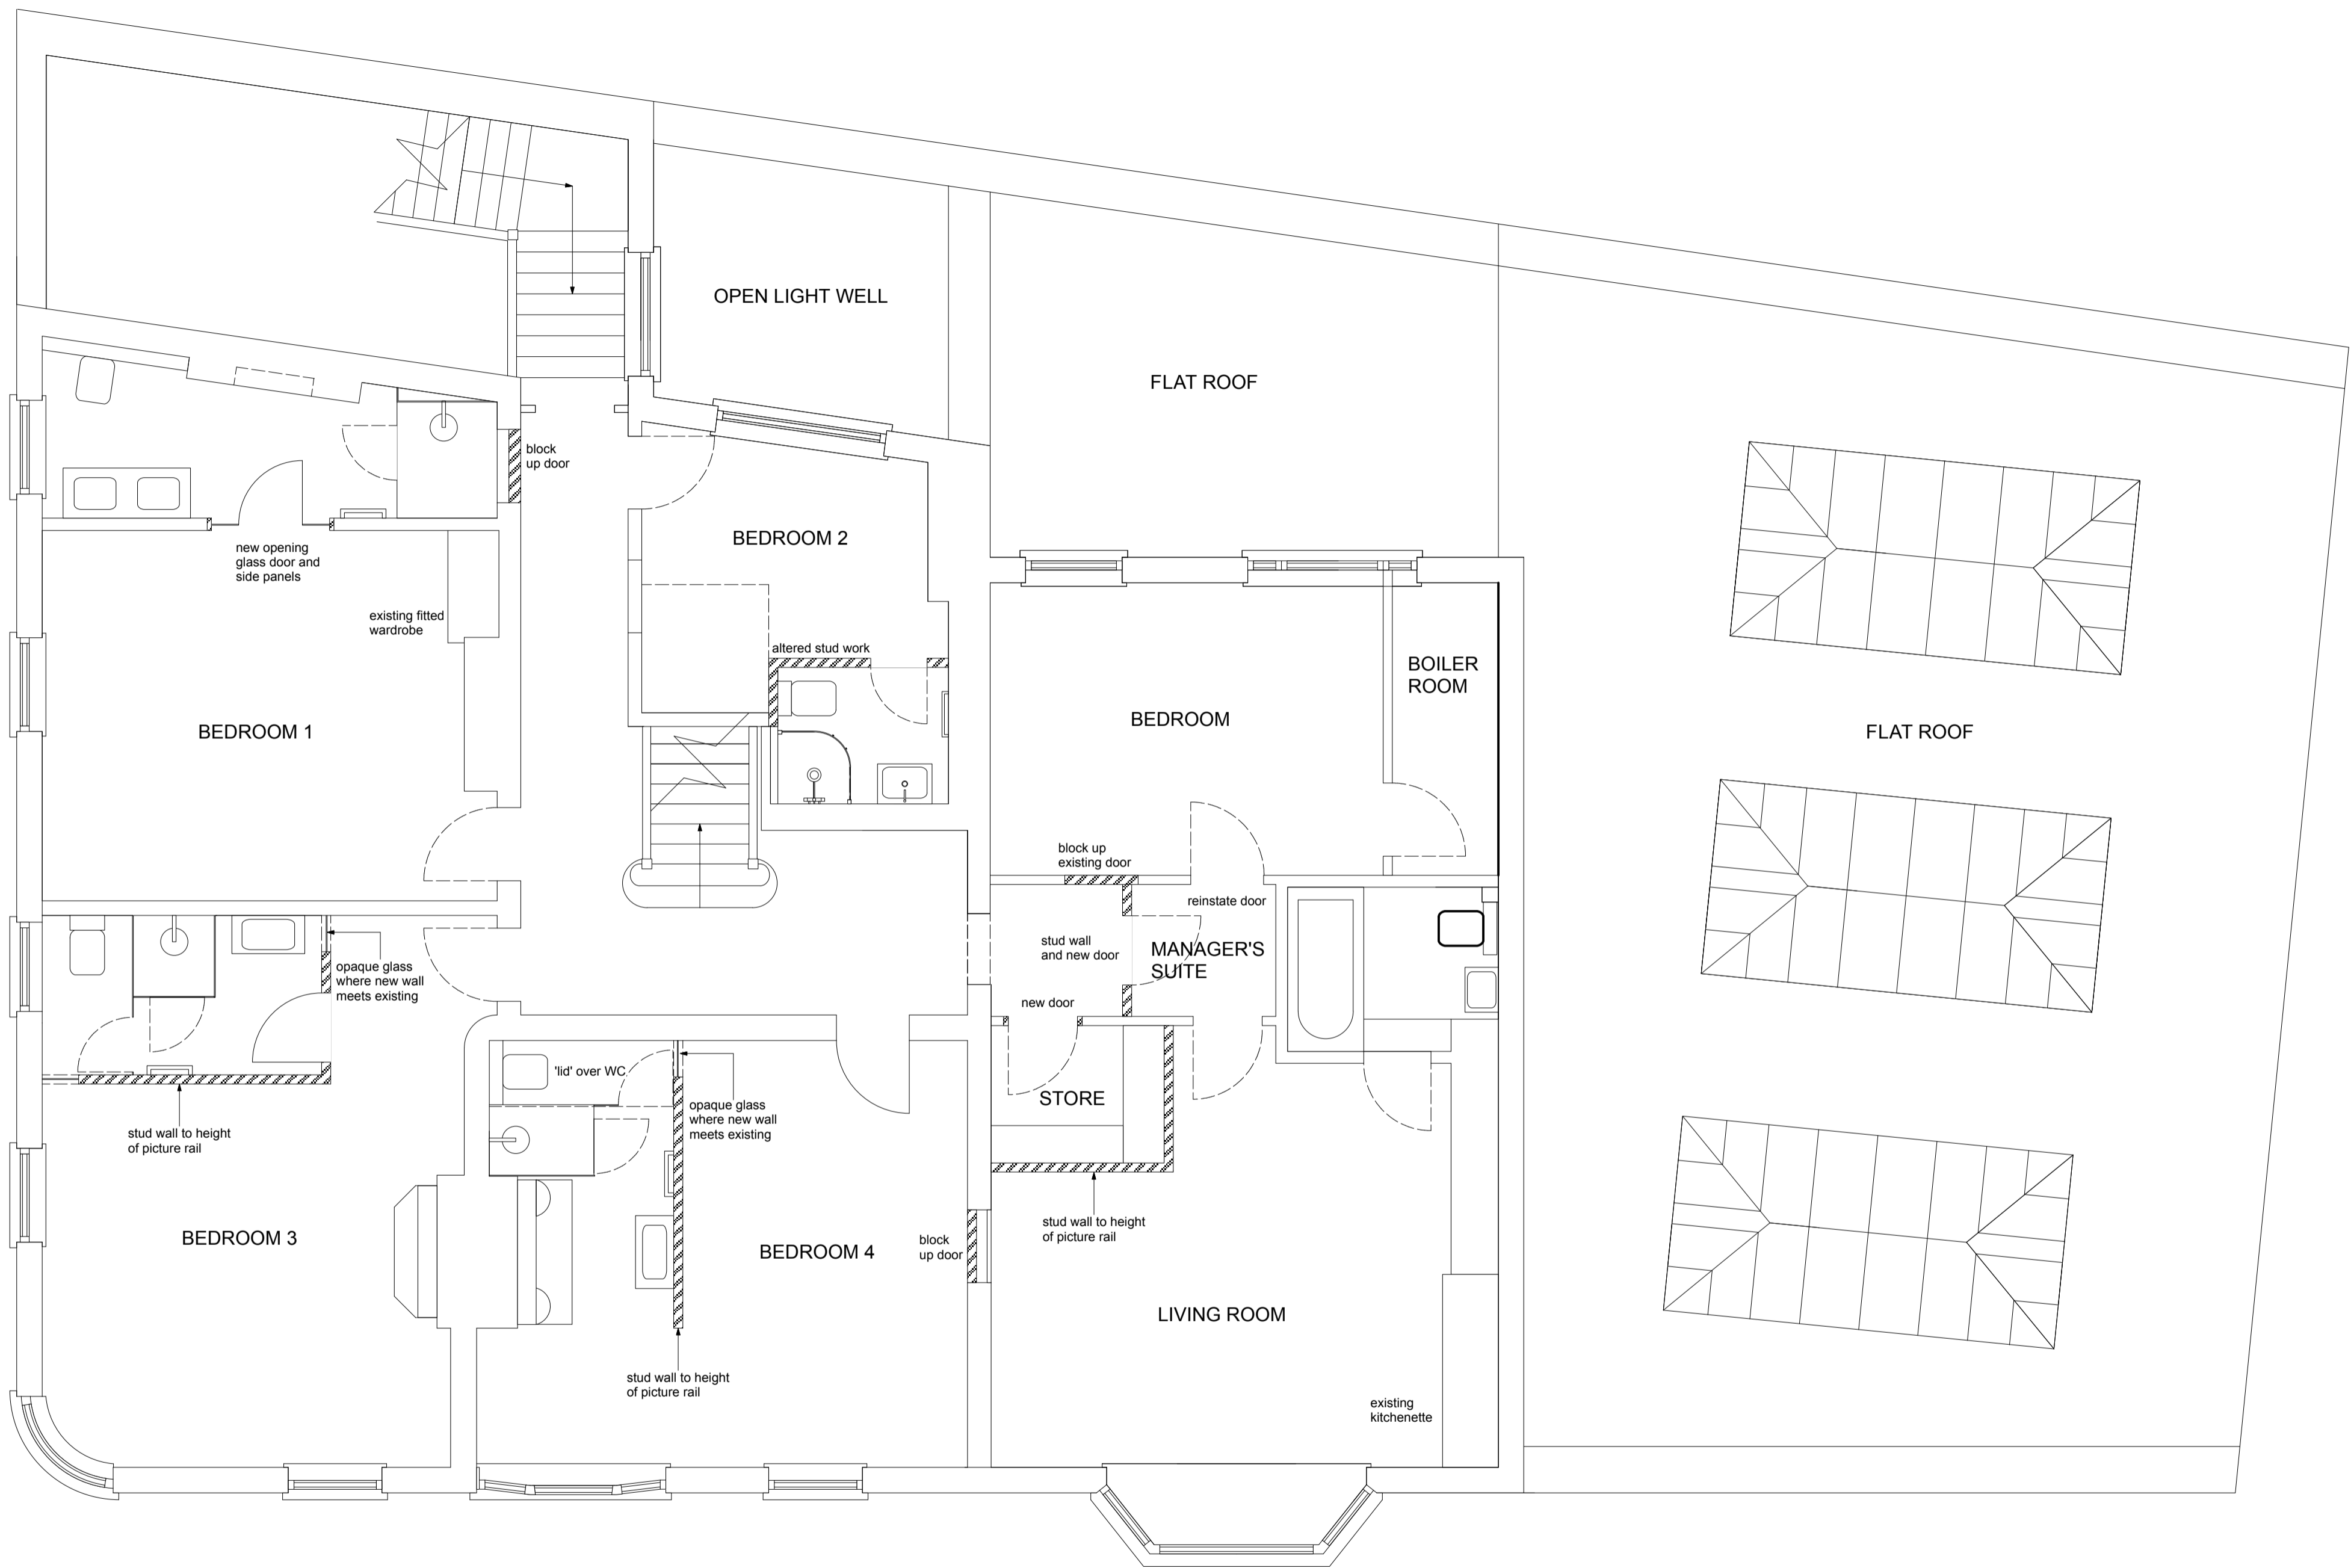 OPEN LIGHT WELL
FLAT ROOF
block
up door
BEDROOM 2
new opening
glass door and
side panels
existing fitted
wardrobe
altered stud work
BOILER
ROOM
BEDROOM
BEDROOM 1
FLAT ROOF
block up
existing door
reinstate door
stud wall
and new door
MANAGER'S
SUITE
opaque glass
where new wall
meets existing
new door
'lid' over WC
STORE
opaque glass
where new wall
meets existing
stud wall to height
of picture rail
stud wall to height
of picture rail
BEDROOM 3
BEDROOM 4
block
up door
LIVING ROOM
stud wall to height
of picture rail
existing
kitchenette